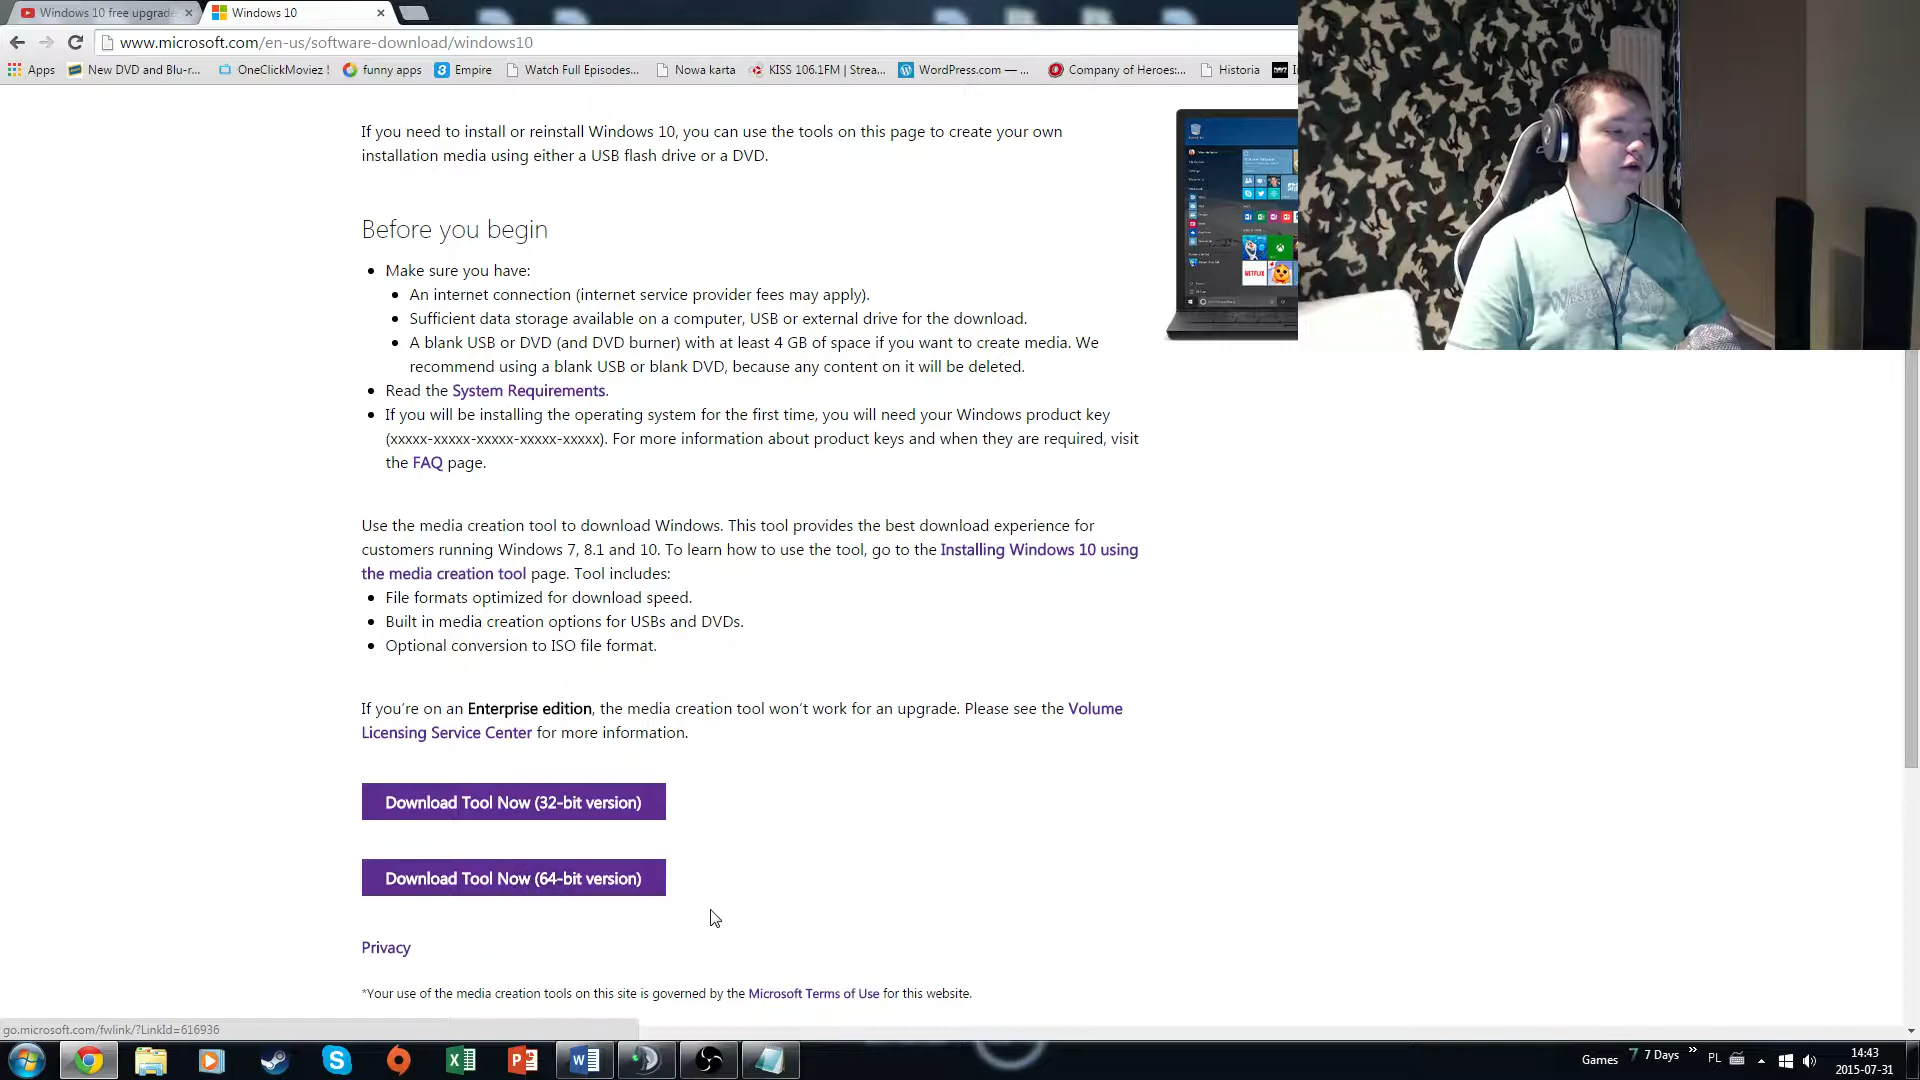 Windows 10 free upgrade
Windows 10
www.microsoft.com/en-us/software-download/windows10
Apps
New DVD and Blu-r...
OneClickMoviez !
funny apps
Empire
Watch Full Episodes...
Nowa karta
KISS 106.1FM | Strea...
WordPress.com — ...
Company of Heroes:...
Historia
If you need to install or reinstall Windows 10, you can use the tools on this page to create your own
installation media using either a USB flash drive or a DVD.
Before you begin
Make sure you have:
An internet connection (internet service provider fees may apply).
Sufficient data storage available on a computer, USB or external drive for the download.
A blank USB or DVD (and DVD burner) with at least 4 GB of space if you want to create media. We
recommend using a blank USB or blank DVD, because any content on it will be deleted.
Read the System Requirements.
If you will be installing the operating system for the first time, you will need your Windows product key
(xxxxx-xxxxx-xxxxx-xxxxx-xxxxx). For more information about product keys and when they are required, visit
the FAQ page.
Use the media creation tool to download Windows. This tool provides the best download experience for
customers running Windows 7, 8.1 and 10. To learn how to use the tool, go to the Installing Windows 10 using
the media creation tool page. Tool includes:
File formats optimized for download speed.
Built in media creation options for USBs and DVDs.
Optional conversion to ISO file format.
If you're on an Enterprise edition, the media creation tool won't work for an upgrade. Please see the Volume
Licensing Service Center for more information.
Download Tool Now (32-bit version)
Download Tool Now (64-bit version)
Privacy
*Your use of the media creation tools on this site is governed by the Microsoft Terms of Use for this website.
go.microsoft.com/fwlink/?LinkId=616936
NETFLIX
Games
7 Days
PL
14:43
2015-07-31